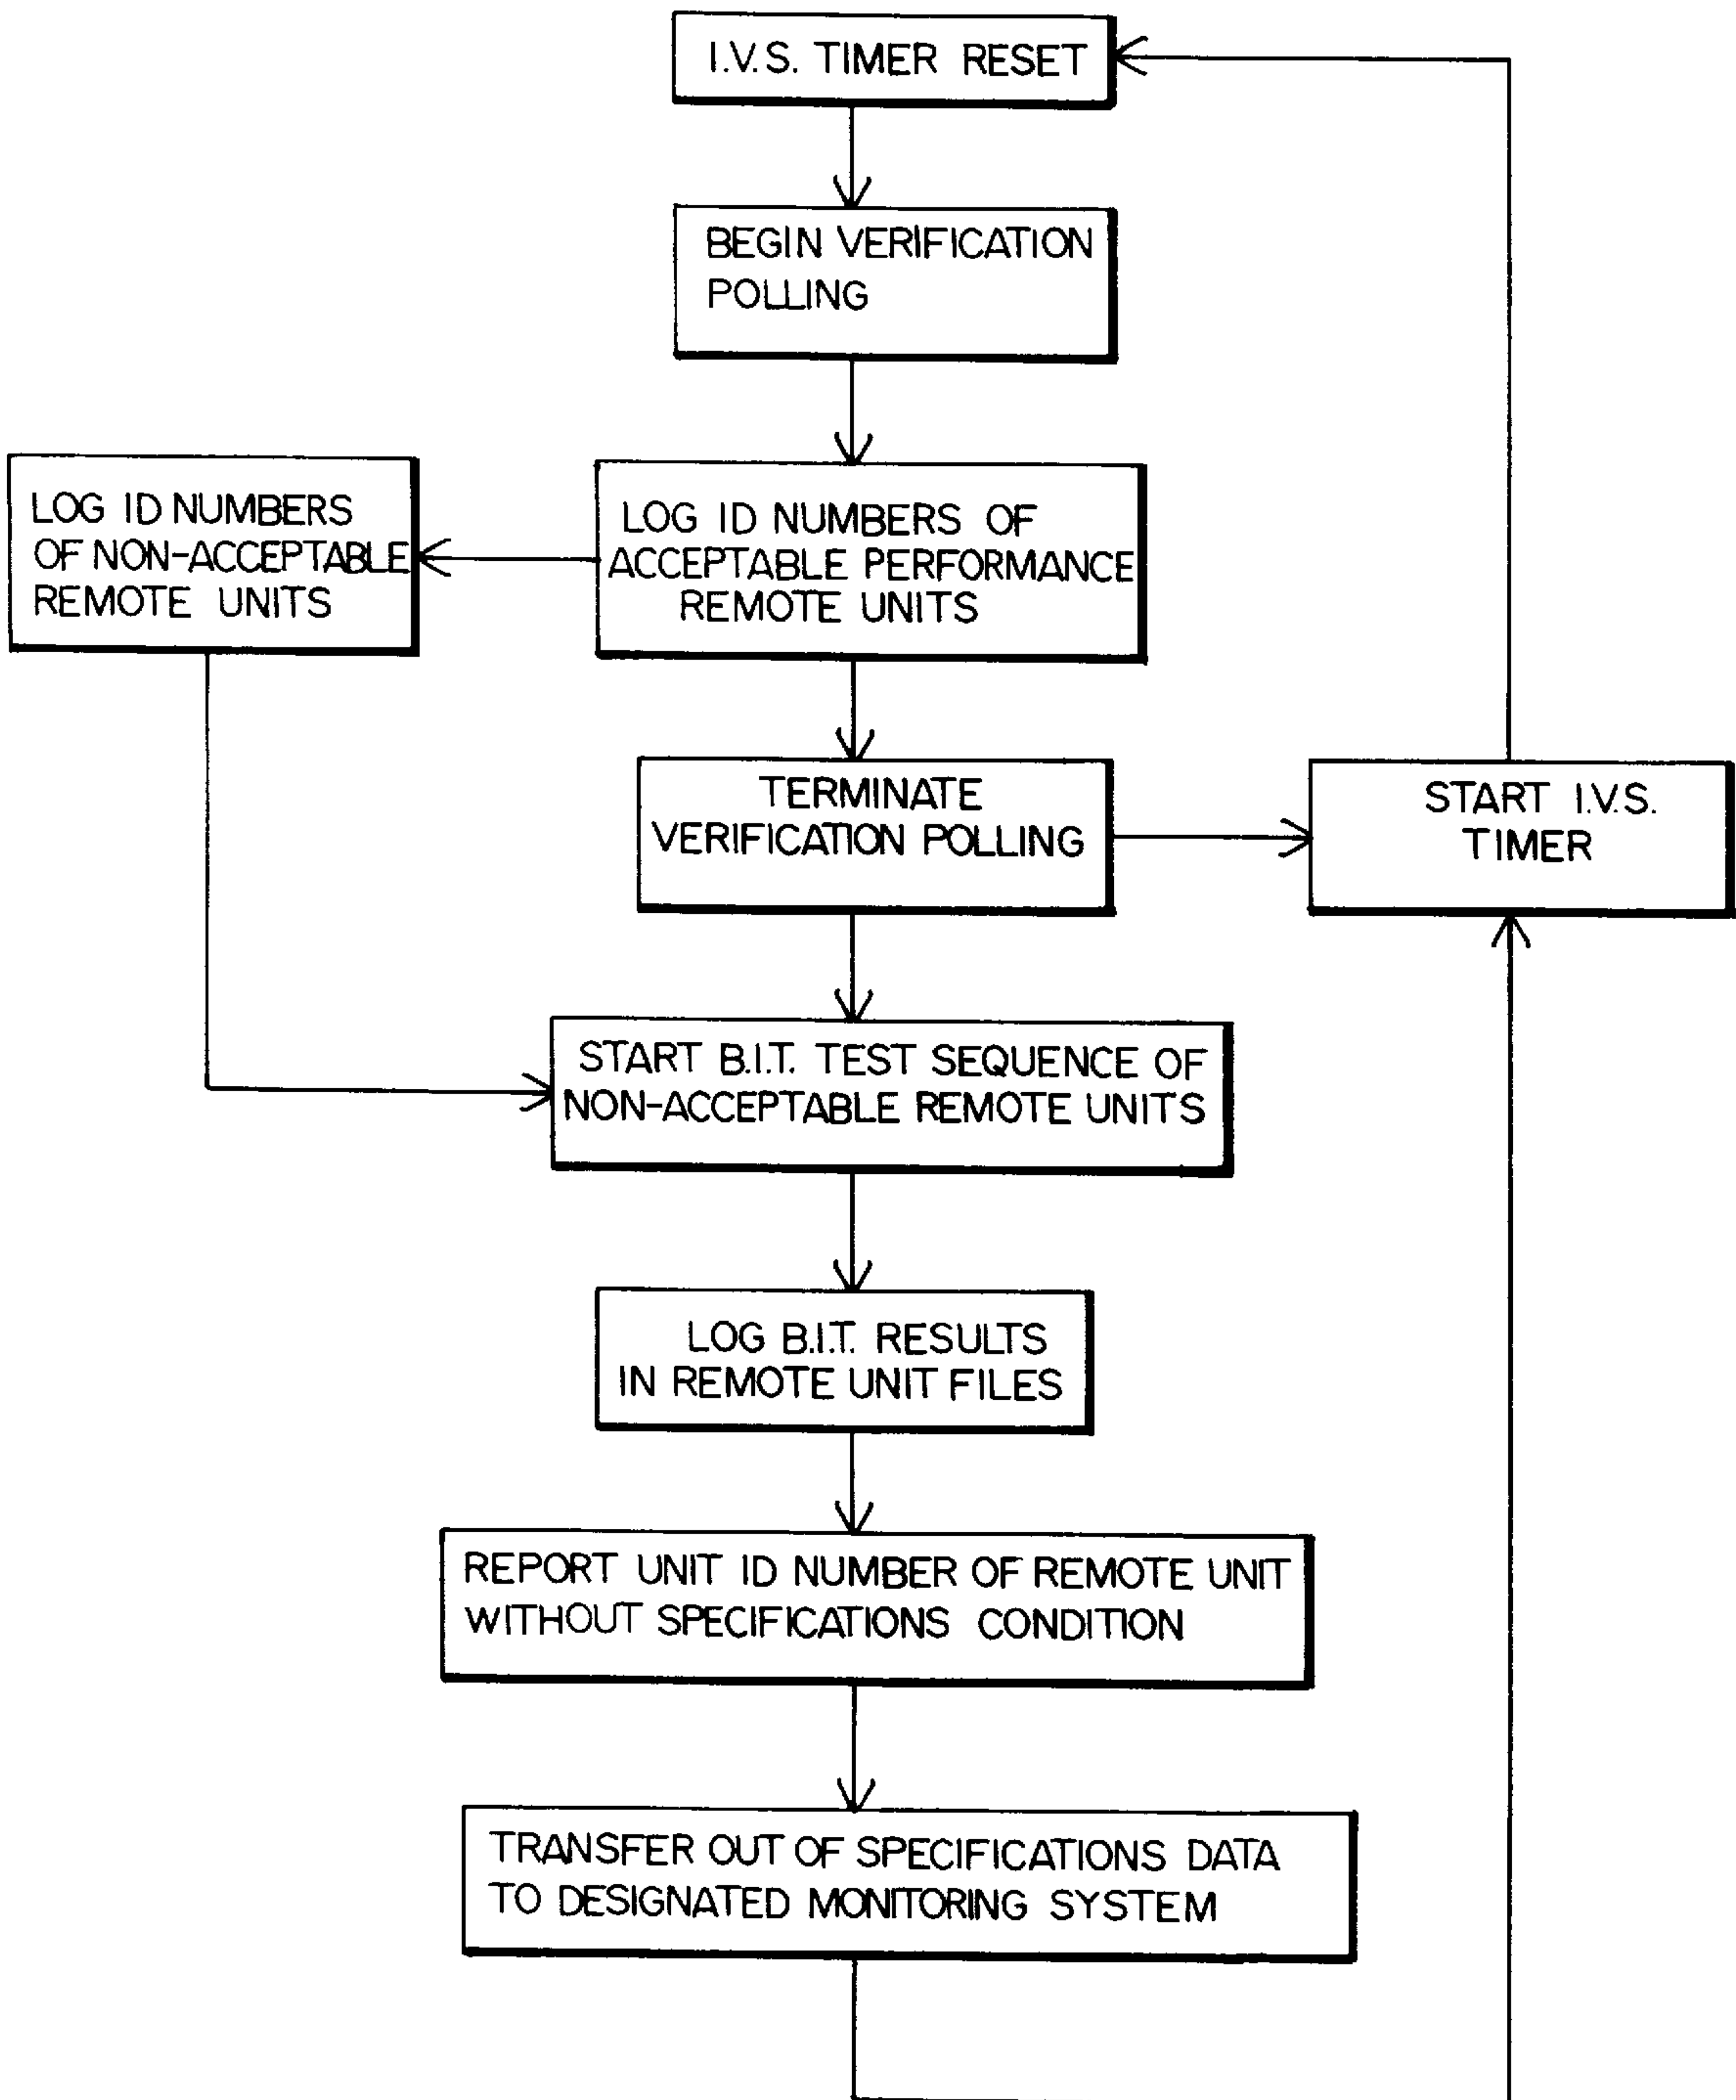 I.V.S. TIMER RESET
BEGIN VERIFICATION
POLLING
LOG ID NUMBERS
OF NON-ACCEPTABLE
REMOTE UNITS
LOG ID NUMBERS OF
ACCEPTABLE PERFORMANCE
REMOTE UNITS
TERMINATE
VERIFICATION POLLING
START I.V.S.
TIMER
START B.I.T. TEST SEQUENCE OF
NON-ACCEPTABLE REMOTE UNITS
LOG B.I.T. RESULTS
IN REMOTE UNIT FILES
REPORT UNIT ID NUMBER OF REMOTE UNIT
WITHOUT SPECIFICATIONS CONDITION
TRANSFER OUT OF SPECIFICATIONS DATA
TO DESIGNATED MONITORING SYSTEM